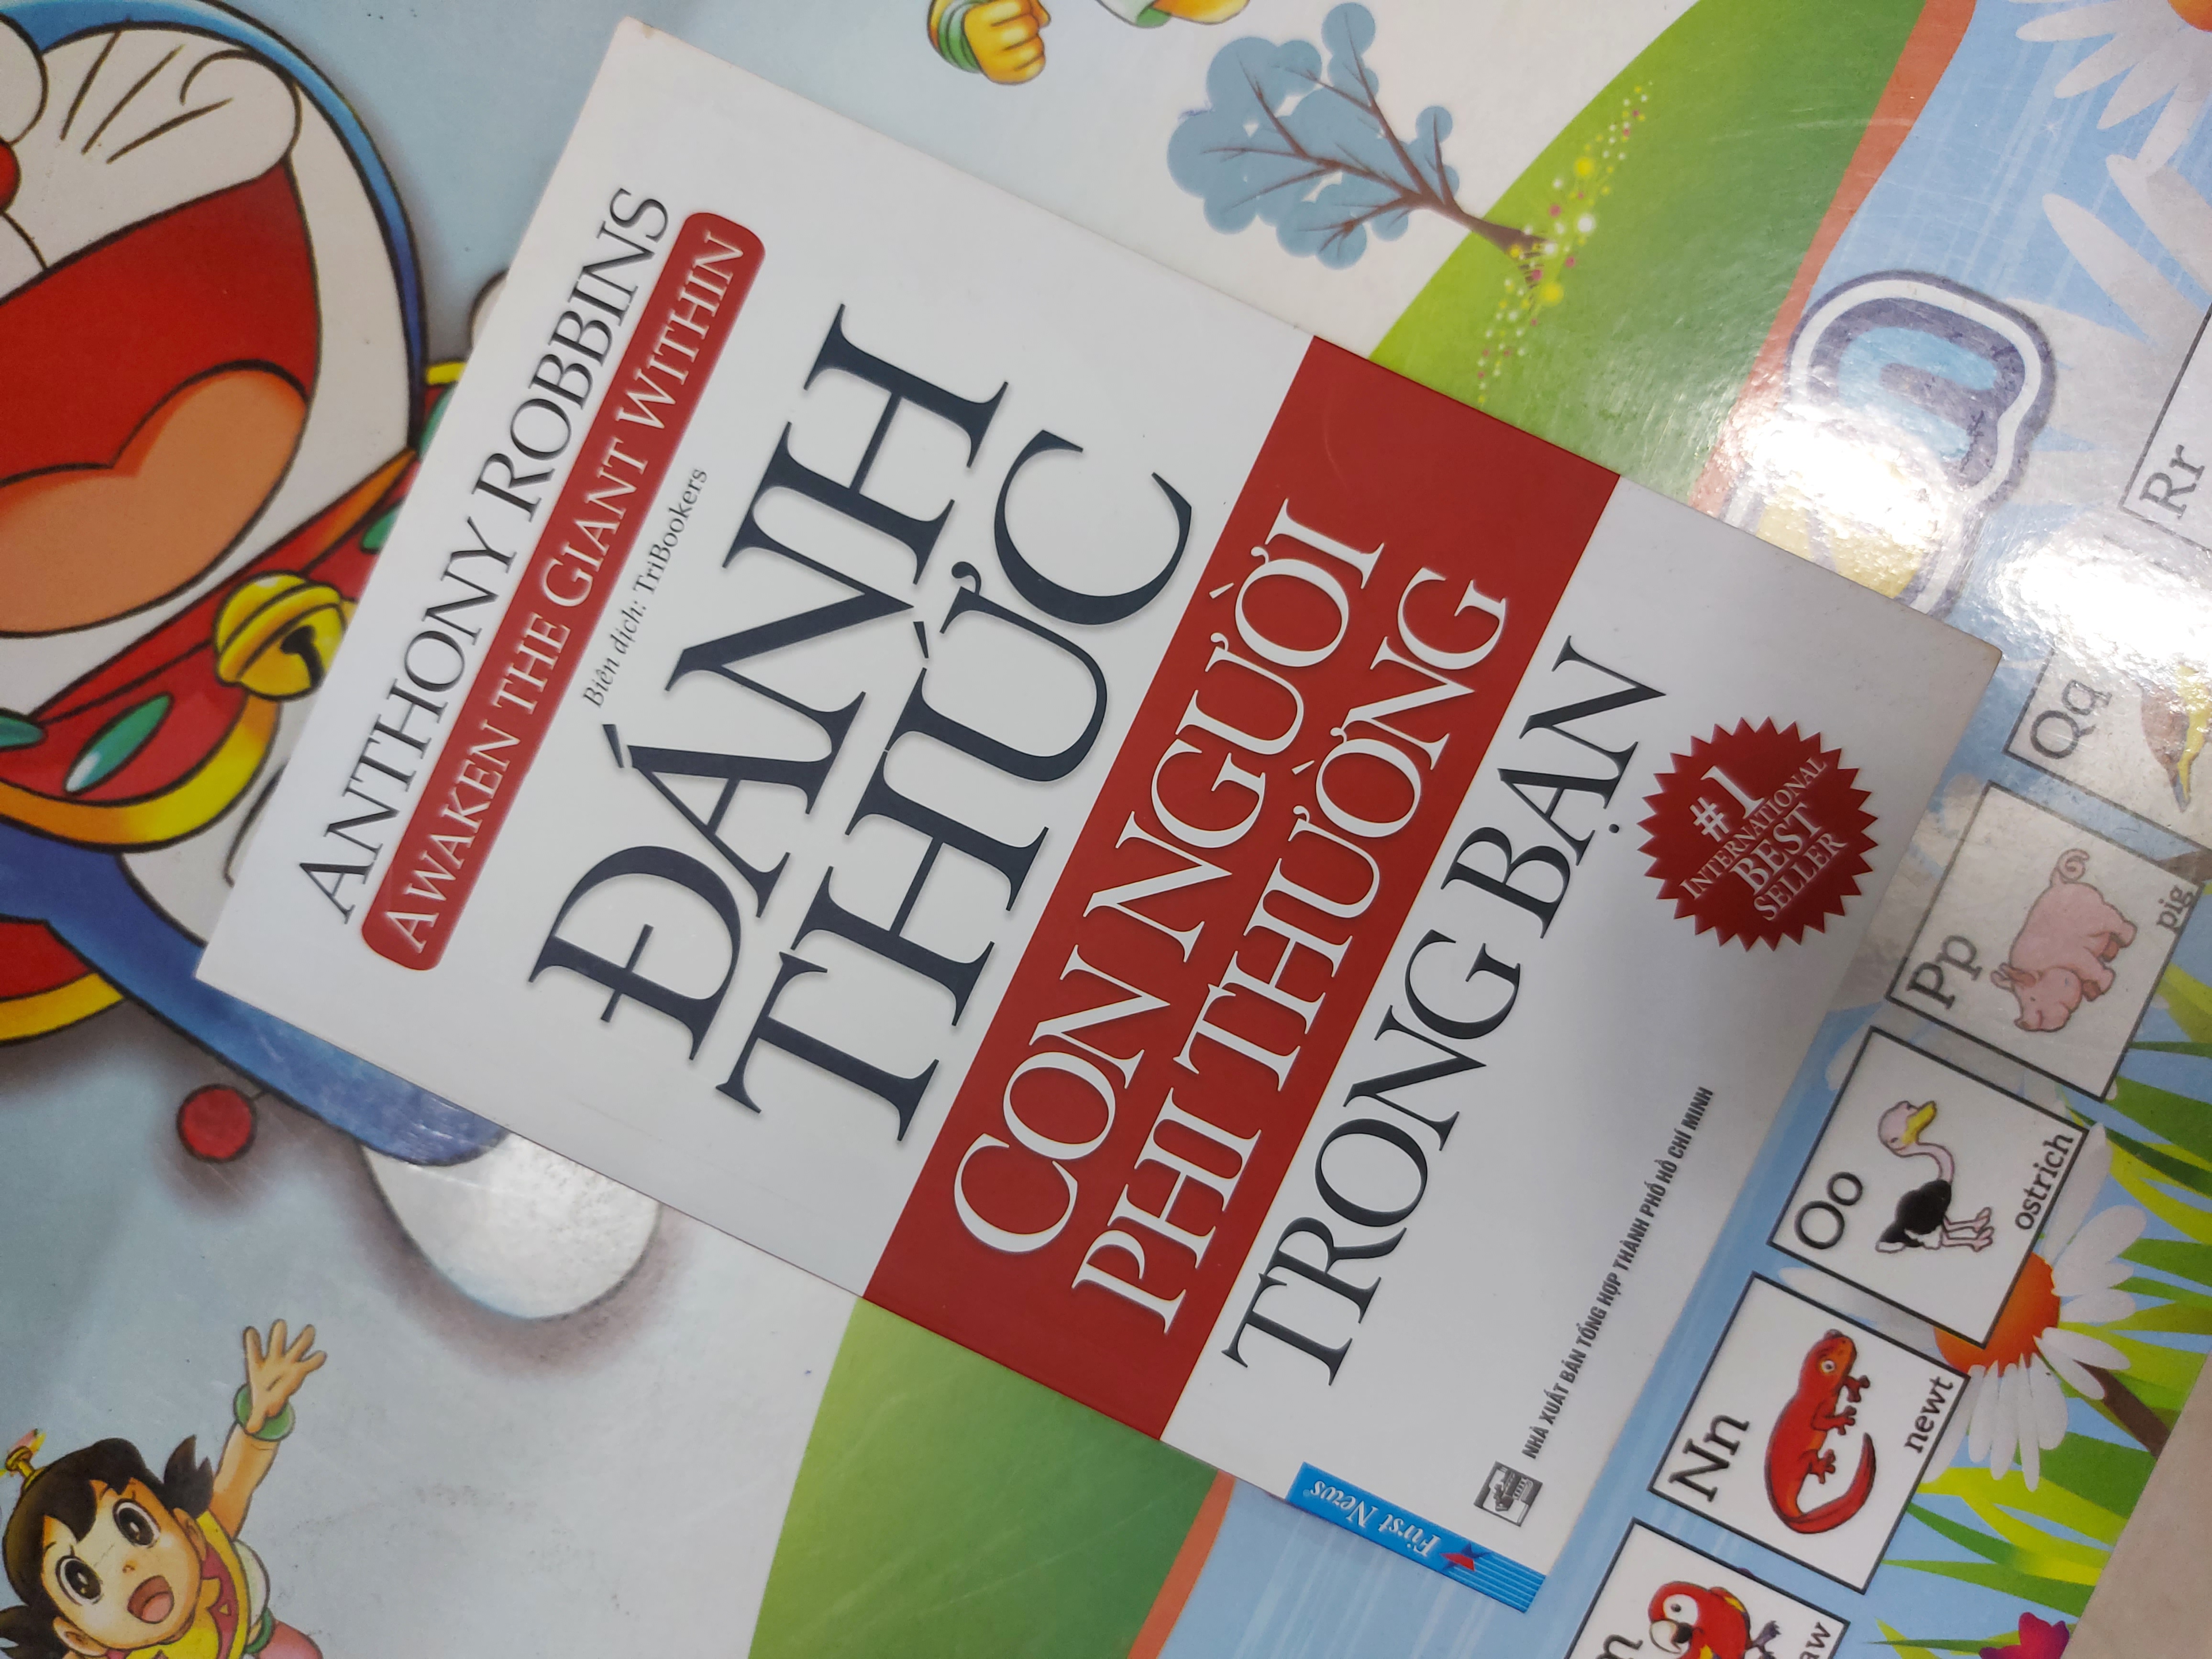 ANTHONY ROBBINS
AWAKEN THE GIANT WITHIN
Biên dịch: TriBookers
ĐÁNH
THỨC
CON NGƯỜI
PHI THƯỜNG
TRONG BẠN
First News®
NHÀ XUẤT BẢN TỔNG HỢP THÀNH PHỐ HỒ CHÍ MINH
#1
INTERNATIONAL
BEST
SELLER
Nn
newt
Oo
ostrich
Pp
pig
Qq
Rr